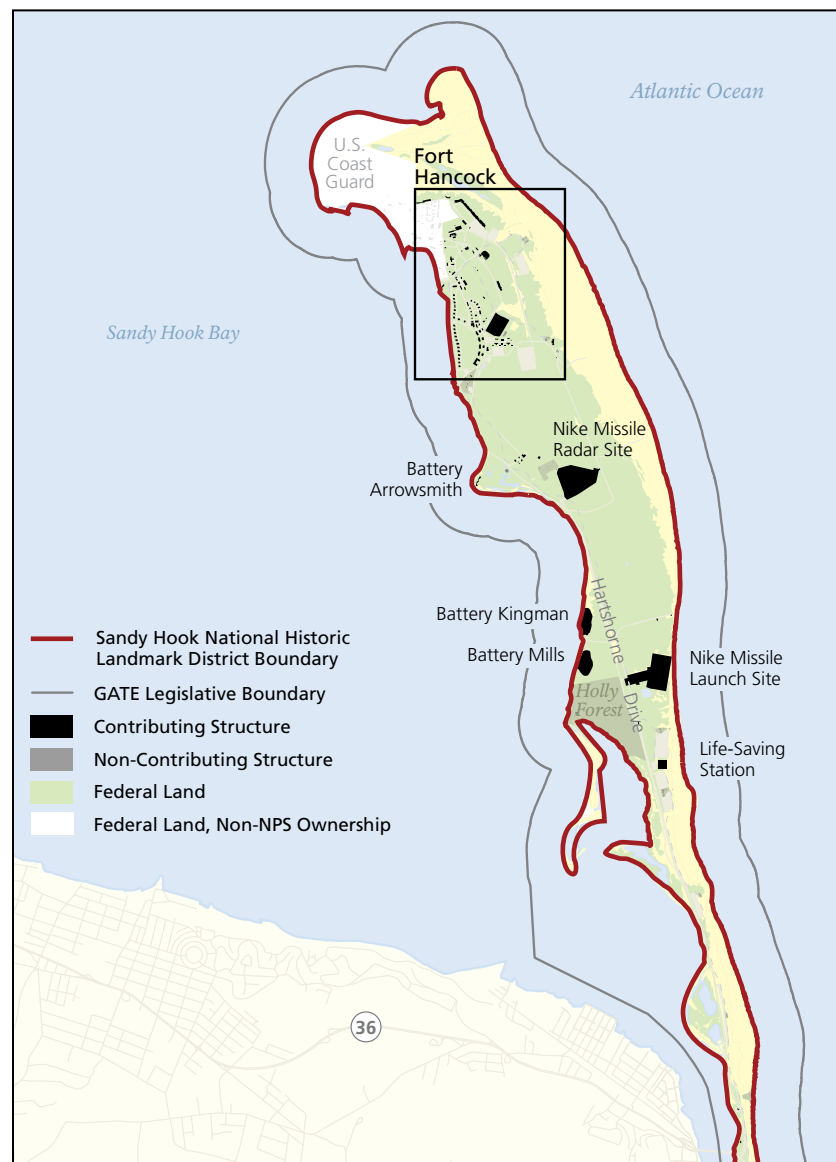 Atlantic Ocean
U.S.
Coast
Guard
Fort
Hancock
Sandy Hook Bay
Nike Missile
Radar Site
Battery
Arrowsmith
Hartshorne Drive
Battery Kingman
Battery Mills
Nike Missile
Launch Site
Holly
Forest
Life-Saving
Station
Sandy Hook National Historic
Landmark District Boundary
GATE Legislative Boundary
Contributing Structure
Non-Contributing Structure
Federal Land
Federal Land, Non-NPS Ownership
36